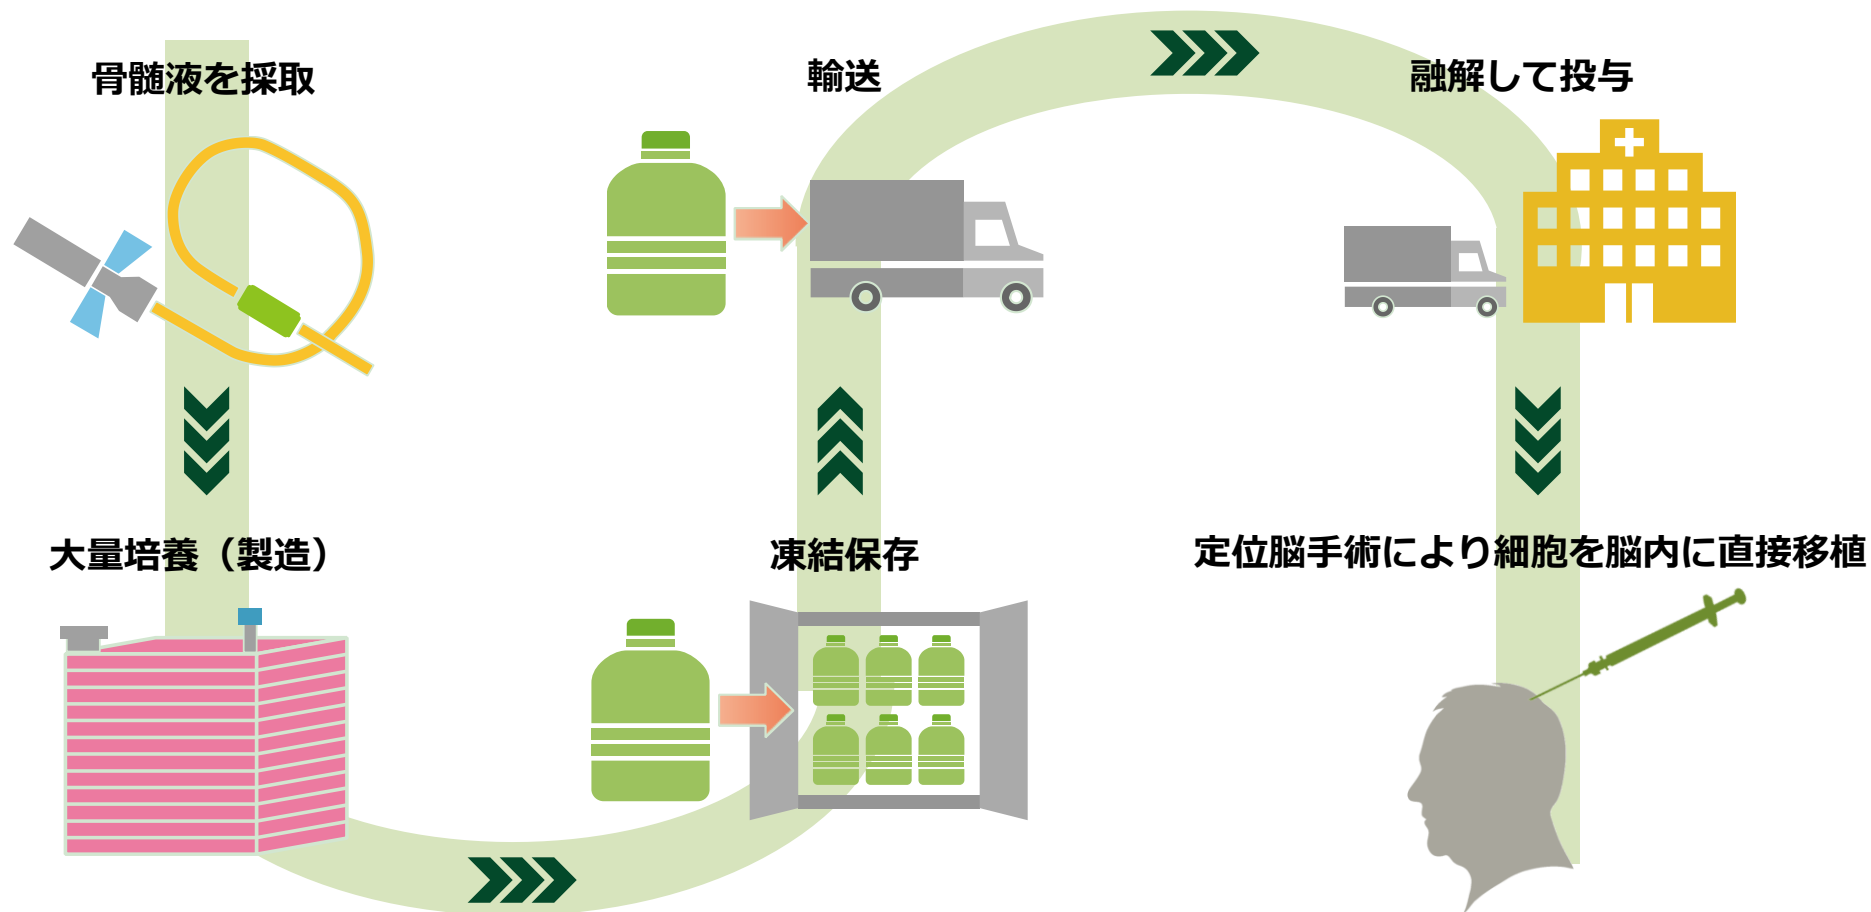 骨髄液を採取
大量培養（製造）
凍結保存
輸送
融解して投与
定位脳手術により細胞を脳内に直接移植